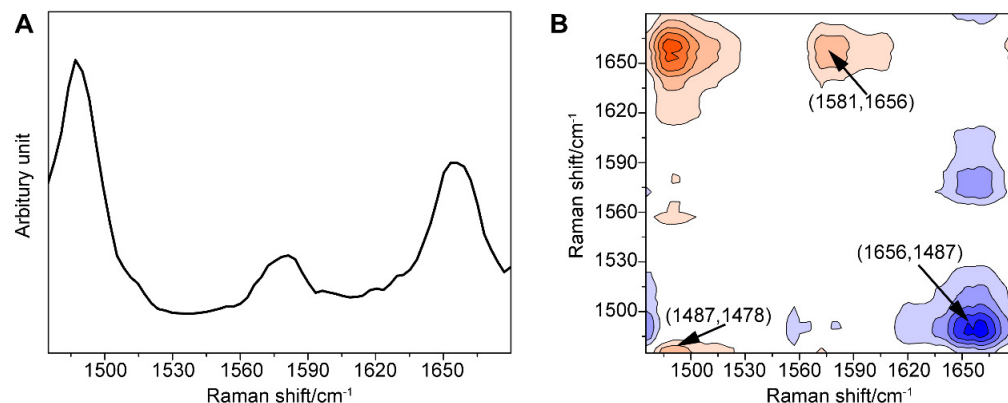 A
Arbitury unit
1500 1530 1560 1590 1620 1650
Raman shift/cm-1
B
Raman shift/cm-1
1650
1620
1590
1560
1530
1500
(1581,1656)
(1656,1487)
(1487,1478)
1500 1530 1560 1590 1620 1650
Raman shift/cm-1